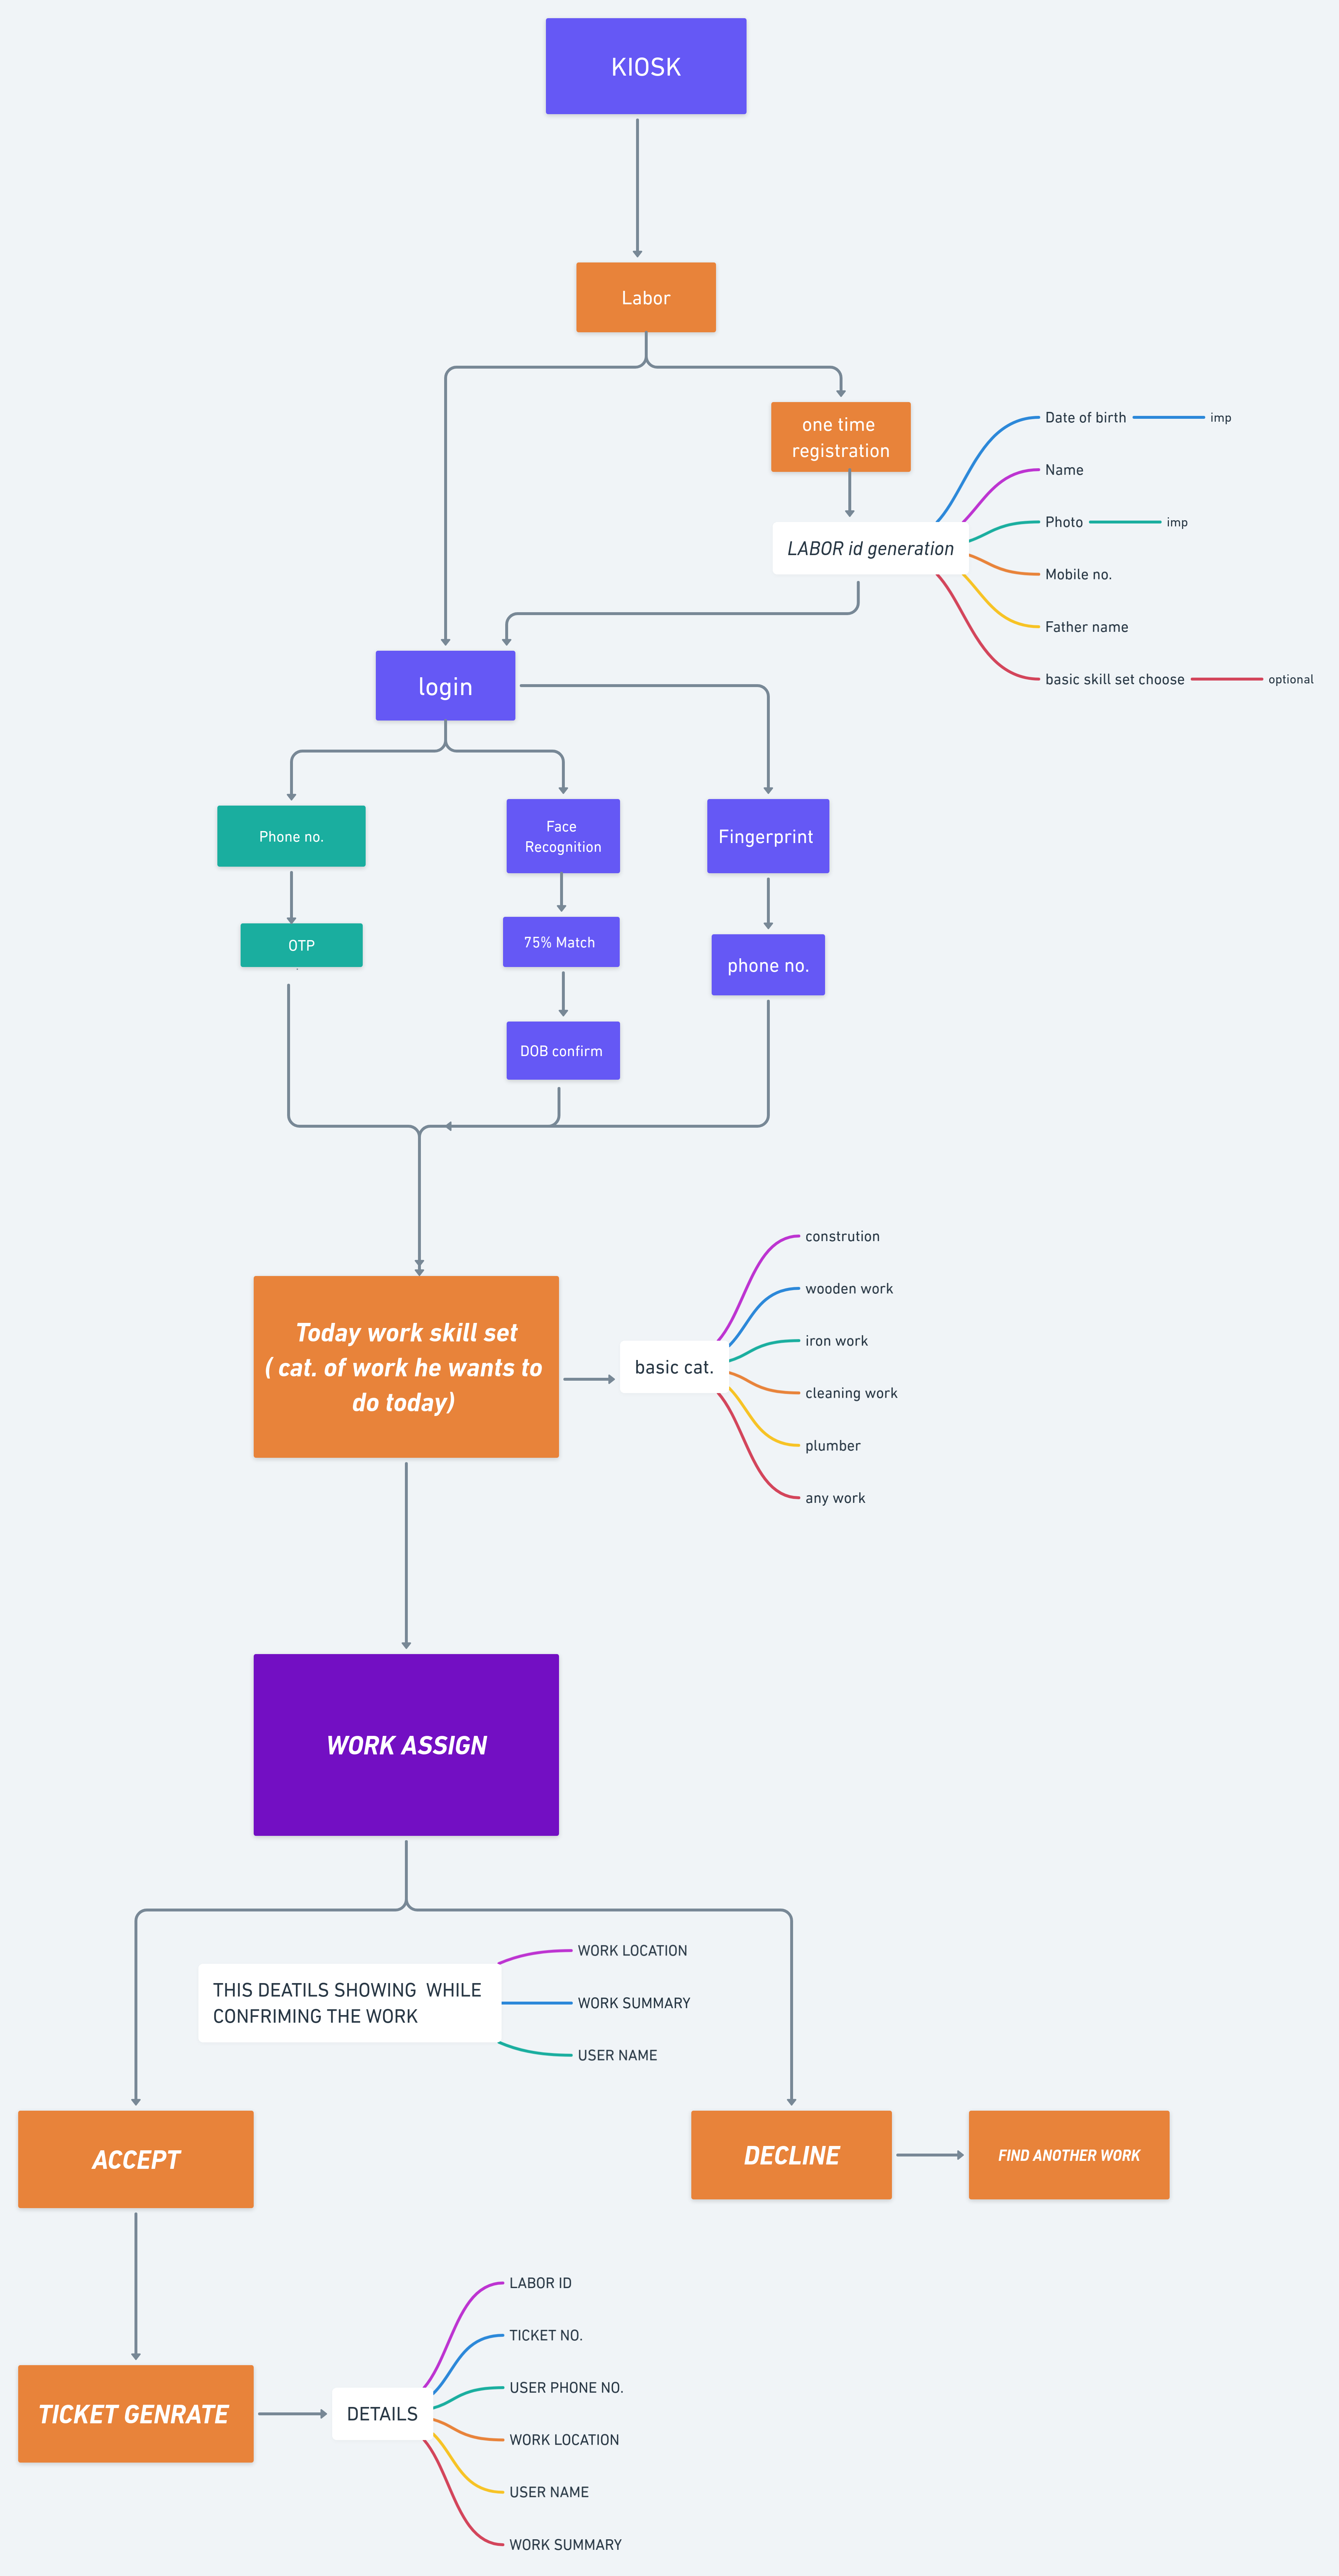 KIOSK
Labor
one time
registration
LABOR id generation
Date of birth
imp
Name
Photo
imp
Mobile no.
Father name
basic skill set choose
optional
login
Phone no.
OTP
Face
Recognition
75% Match
DOB confirm
Fingerprint
phone no.
Today work skill set
( cat. of work he wants to
do today)
basic cat.
constrution
wooden work
iron work
cleaning work
plumber
any work
WORK ASSIGN
THIS DEATILS SHOWING WHILE
CONFRIMING THE WORK
WORK LOCATION
WORK SUMMARY
USER NAME
ACCEPT
DECLINE
FIND ANOTHER WORK
TICKET GENRATE
DETAILS
LABOR ID
TICKET NO.
USER PHONE NO.
WORK LOCATION
USER NAME
WORK SUMMARY